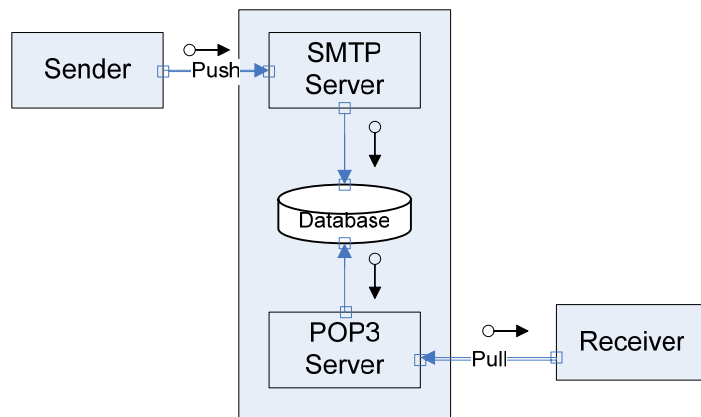 Sender
Push
SMTP
Server
Database
POP3
Server
Pull
Receiver